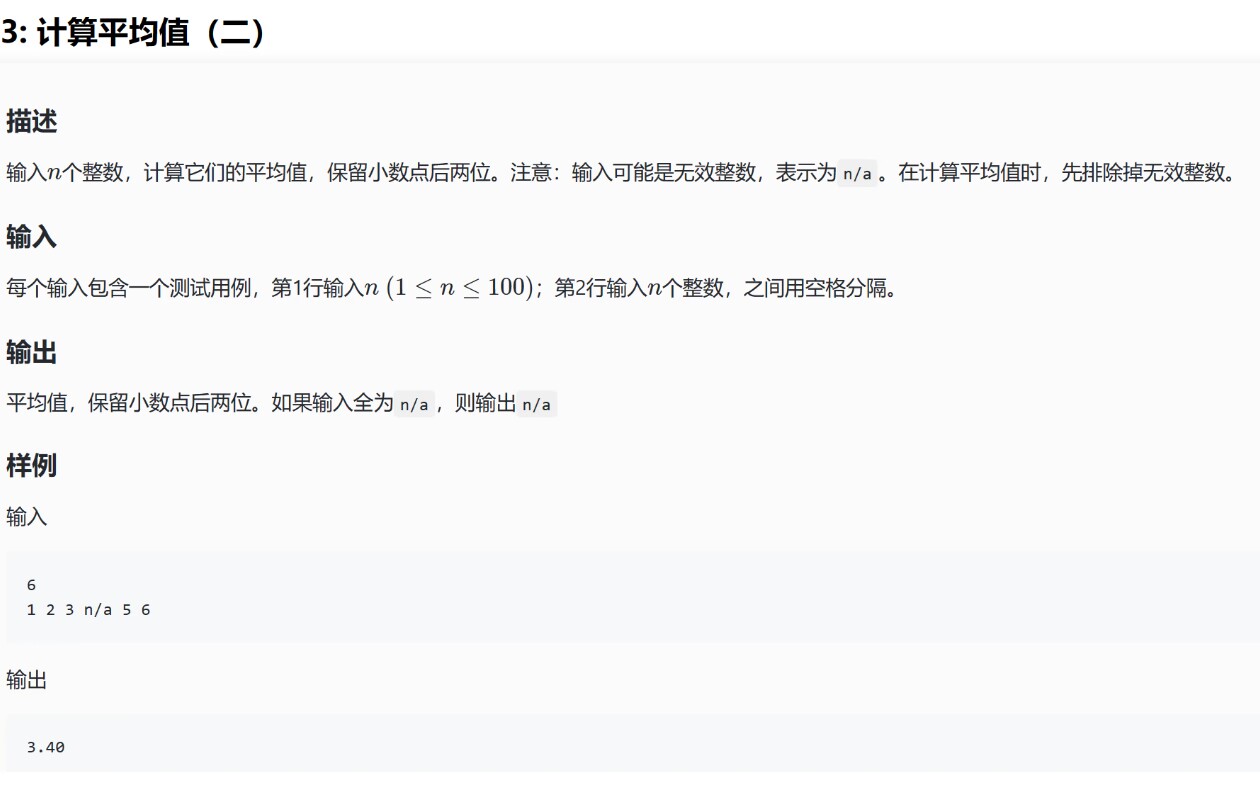 3: 计算平均值（二）
描述
输入n个整数，计算它们的平均值，保留小数点后两位。注意：输入可能是无效整数，表示为 n/a 。在计算平均值时，先排除掉无效整数。
输入
每个输入包含一个测试用例，第1行输入n (1 ≤ n ≤ 100)；第2行输入n个整数，之间用空格分隔。
输出
平均值，保留小数点后两位。如果输入全为 n/a ，则输出 n/a
样例
输入
6
1 2 3 n/a 5 6
输出
3.40